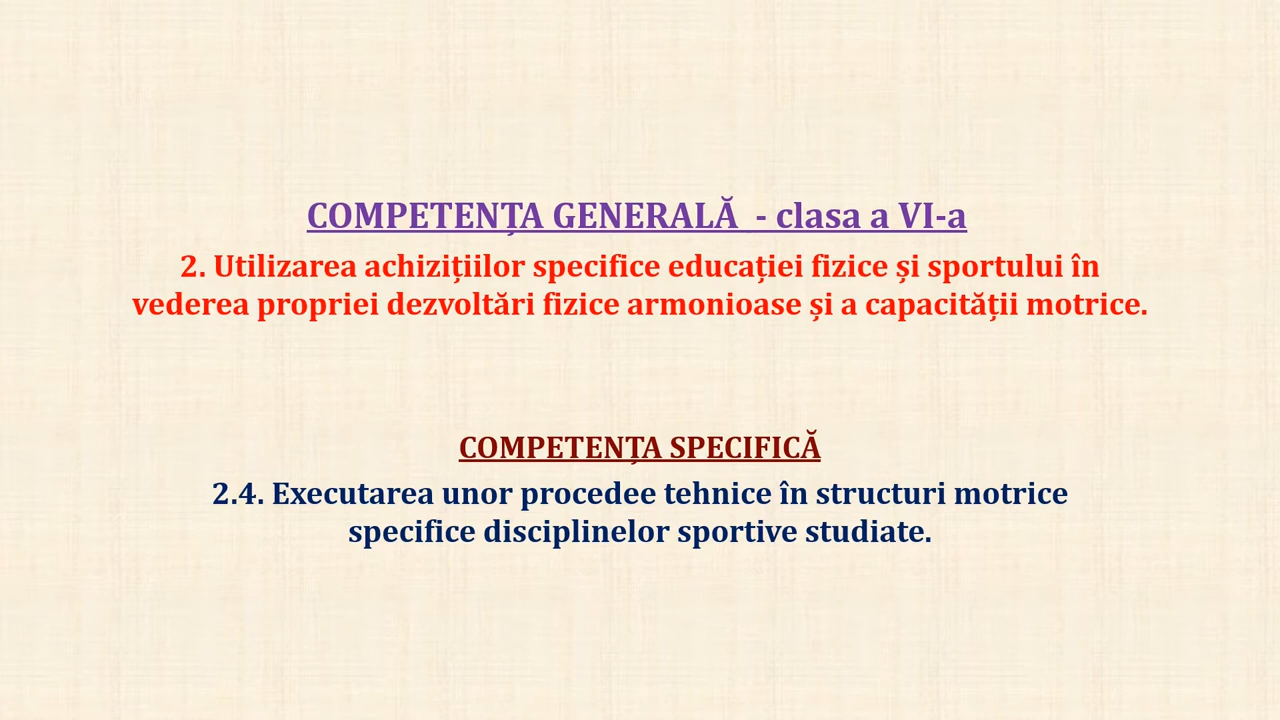 COMPETENȚA GENERALĂ - clasa a VI-a
2. Utilizarea achizițiilor specifice educației fizice și sportului în
vederea propriei dezvoltări fizice armonioase și a capacității motrice.
COMPETENȚA SPECIFICĂ
2.4. Executarea unor procedee tehnice în structuri motrice
specifice disciplinelor sportive studiate.